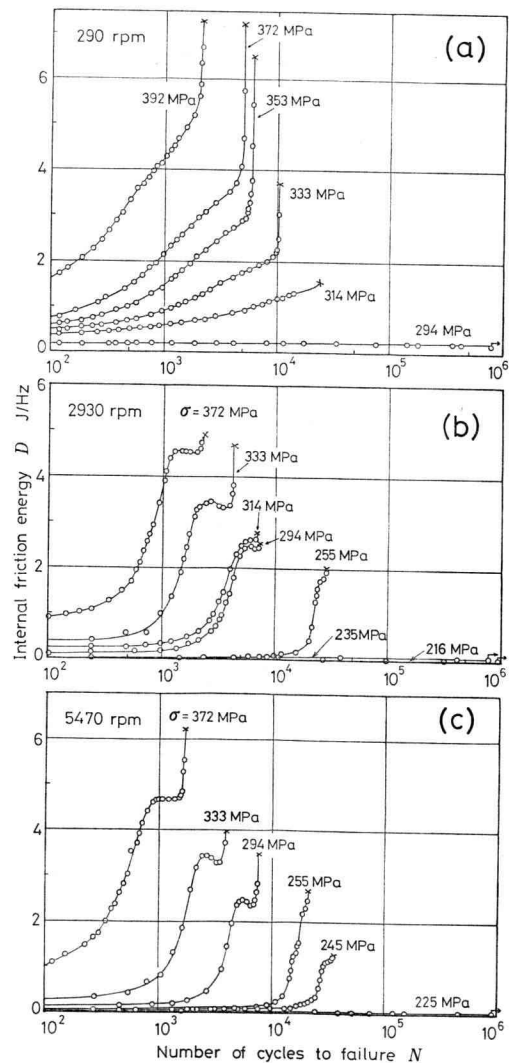 (a)
290 rpm
372 MPa
392 MPa
353 MPa
333 MPa
314 MPa
294 MPa
6
4
2
0
10² 10³ 10⁴ 10⁵ 10⁶
(b)
2930 rpm
σ = 372 MPa
333 MPa
314 MPa
294 MPa
255 MPa
235MPa
216 MPa
6
4
2
0
10² 10³ 10⁴ 10⁵ 10⁶
Internal friction energy D J/Hz
(c)
5470 rpm
σ = 372 MPa
333 MPa
294 MPa
255 MPa
245 MPa
225 MPa
6
4
2
0
10² 10³ 10⁴ 10⁵ 10⁶
Number of cycles to failure N